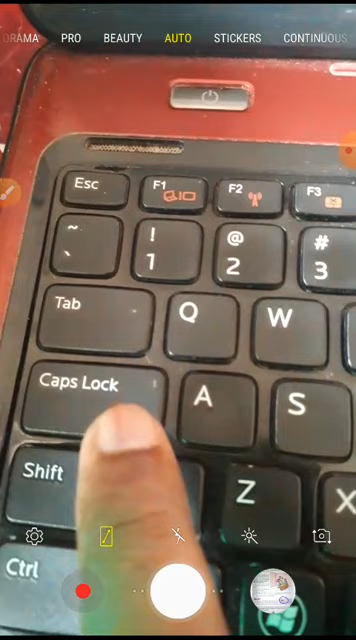 ORAMA PRO BEAUTY AUTO STICKERS CONTINUOUS
Esc F1 F2 F3
~ ! @ #
` 1 2 3
Tab Q W
Caps Lock A S
Shift Z X
Ctrl